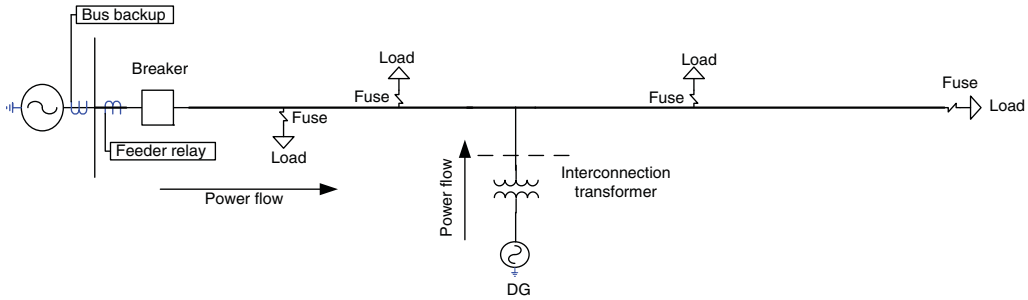 Bus backup
Breaker
Load
Load
Fuse
Fuse
Fuse
Load
Fuse
Feeder relay
Load
Power flow
Power flow
Interconnection
transformer
DG